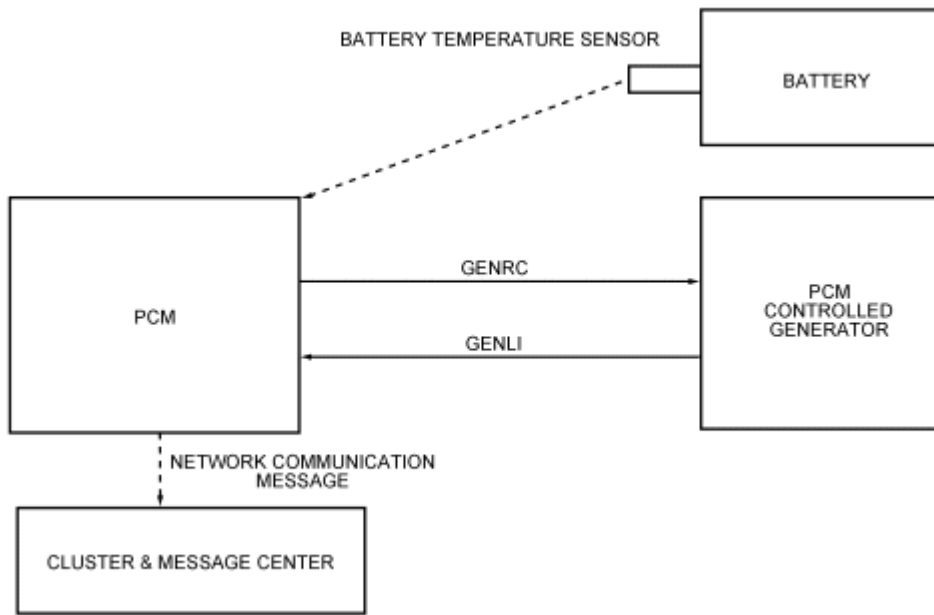 BATTERY TEMPERATURE SENSOR
BATTERY
PCM
GENRC
GENLI
PCM
CONTROLLED
GENERATOR
NETWORK COMMUNICATION
MESSAGE
CLUSTER & MESSAGE CENTER